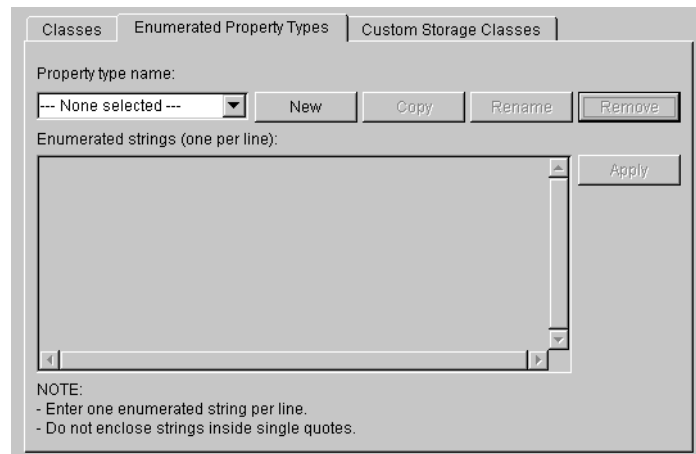 Classes Enumerated Property Types Custom Storage Classes
Property type name:
--- None selected --- New Copy Rename Remove
Enumerated strings (one per line):
Apply
NOTE:
- Enter one enumerated string per line.
- Do not enclose strings inside single quotes.